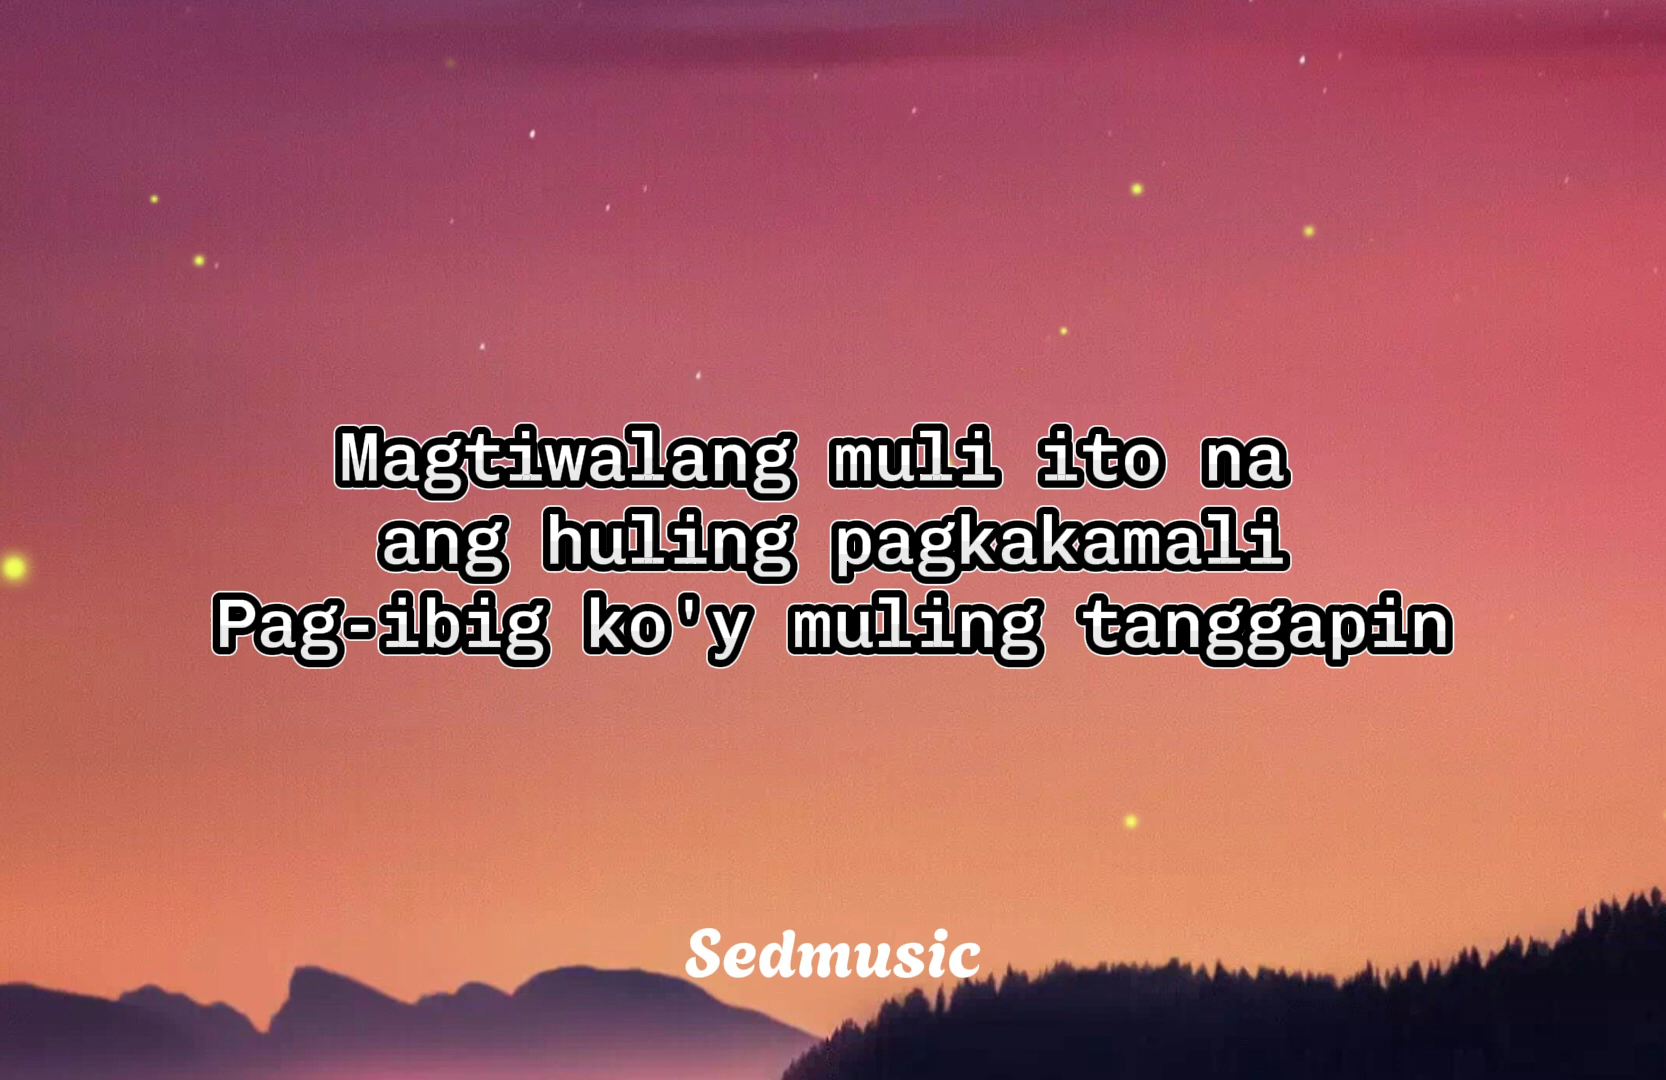 Magtiwalang muli ito na
ang huling pagkakamali
Pag-ibig ko'y muling tanggapin
Sedmusic